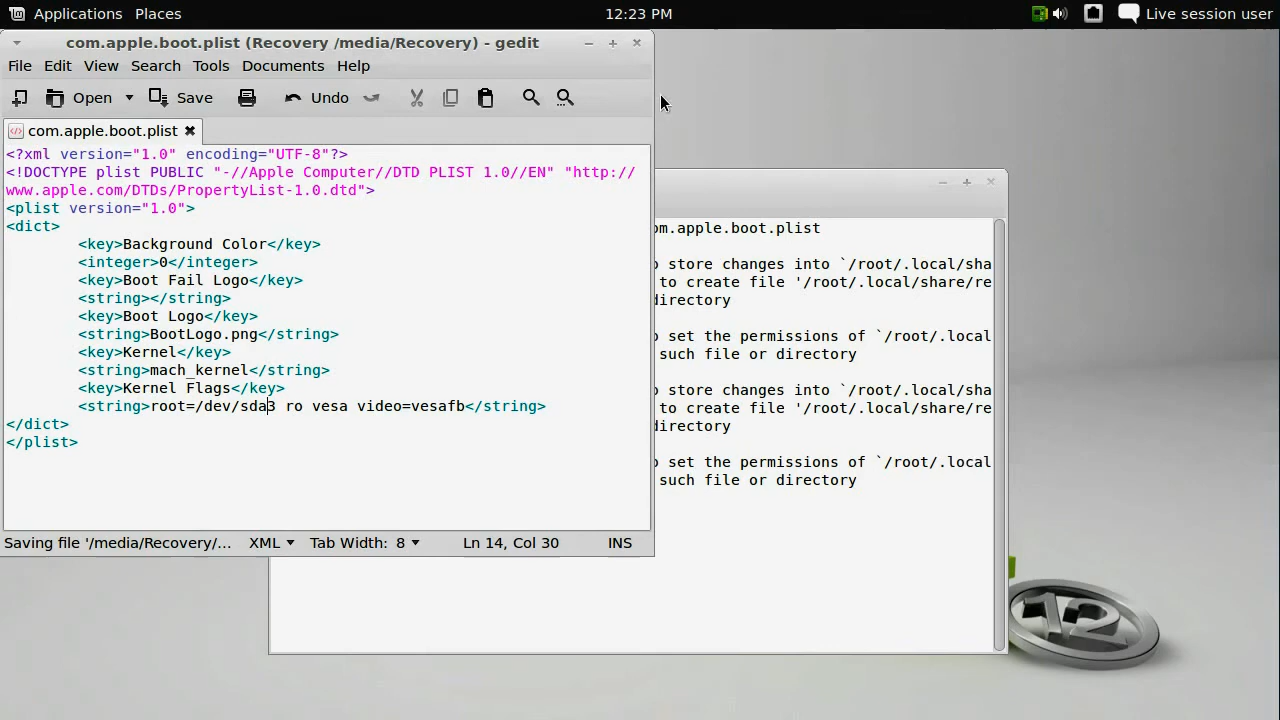 Applications Places 12:23 PM Live session user
com.apple.boot.plist (Recovery /media/Recovery) - gedit
File Edit View Search Tools Documents Help
Open Save Undo
com.apple.boot.plist
<?xml version="1.0" encoding="UTF-8"?>
<!DOCTYPE plist PUBLIC "-//Apple Computer//DTD PLIST 1.0//EN" "http://
www.apple.com/DTDs/PropertyList-1.0.dtd">
<plist version="1.0">
<dict>
<key>Background Color</key>
<integer>0</integer>
<key>Boot Fail Logo</key>
<string></string>
<key>Boot Logo</key>
<string>BootLogo.png</string>
<key>Kernel</key>
<string>mach_kernel</string>
<key>Kernel Flags</key>
<string>root=/dev/sda3 ro vesa video=vesafb</string>
</dict>
</plist>
Saving file '/media/Recovery/... XML Tab Width: 8 Ln 14, Col 30 INS
om.apple.boot.plist
o store changes into `/root/.local/sha
to create file '/root/.local/share/re
directory
o set the permissions of `/root/.local
such file or directory
o store changes into `/root/.local/sha
to create file '/root/.local/share/re
directory
o set the permissions of `/root/.local
such file or directory
12